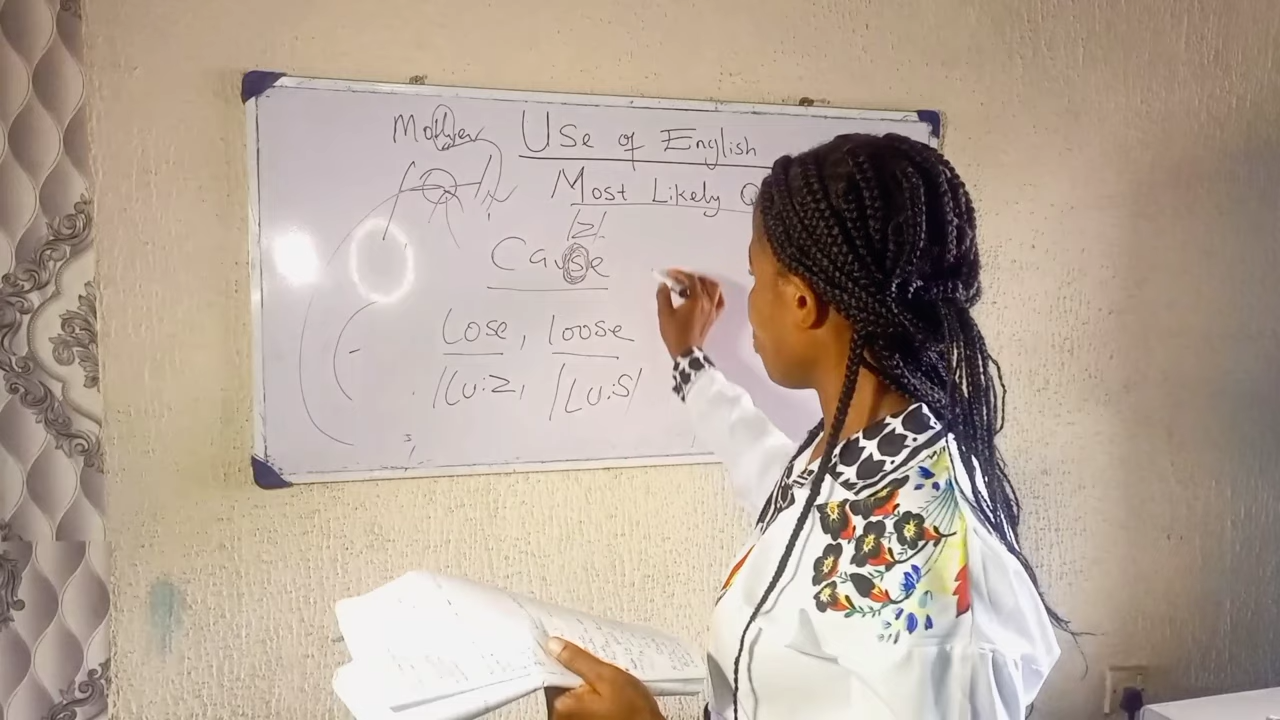 Mother
Use of English
Most Likely Q
/z/
Cause
Lose, loose
/Lu:z, /Lu:S/